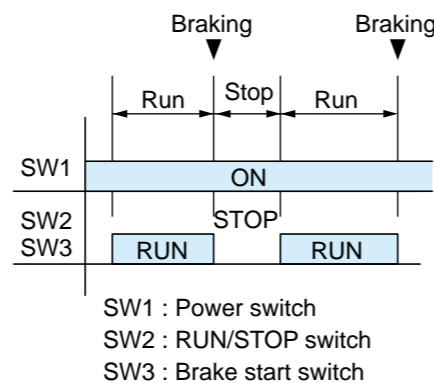 Braking Braking
Run Stop Run
SW1 ON
SW2 STOP
SW3 RUN RUN
SW1 : Power switch
SW2 : RUN/STOP switch
SW3 : Brake start switch